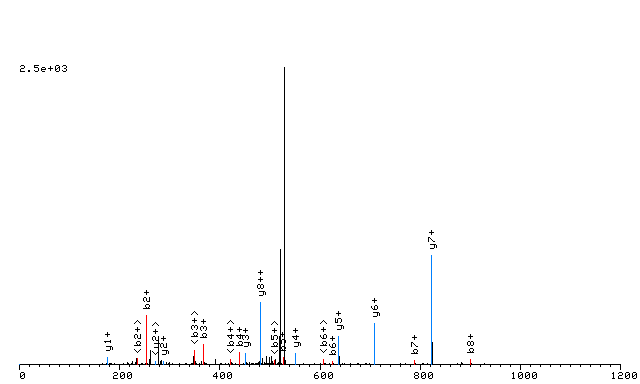 2.5e+03
y1+
b2+^
b2+
y2+^
y2+
b3+^
b3+
b4+^
b4+
y3+
y8++
b5+^
b5+
y4+
b6+^
b6+
y5+
y6+
b7+
y7+
b8+
0 200 400 600 800 1000 1200